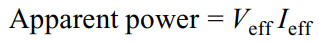 Apparent power = V_eff I_eff